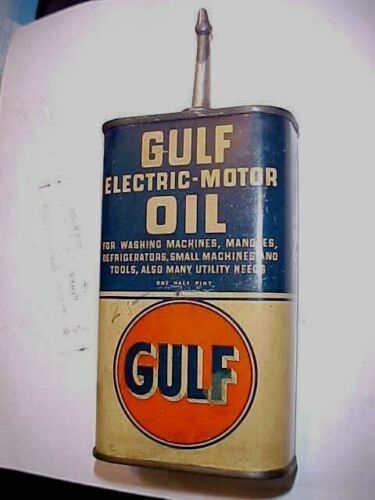 GULF
ELECTRIC-MOTOR
OIL
FOR WASHING MACHINES, MANGLES,
REFRIGERATORS, SMALL MACHINES AND
TOOLS, ALSO MANY UTILITY NEEDS
ONE HALF PINT
GULF